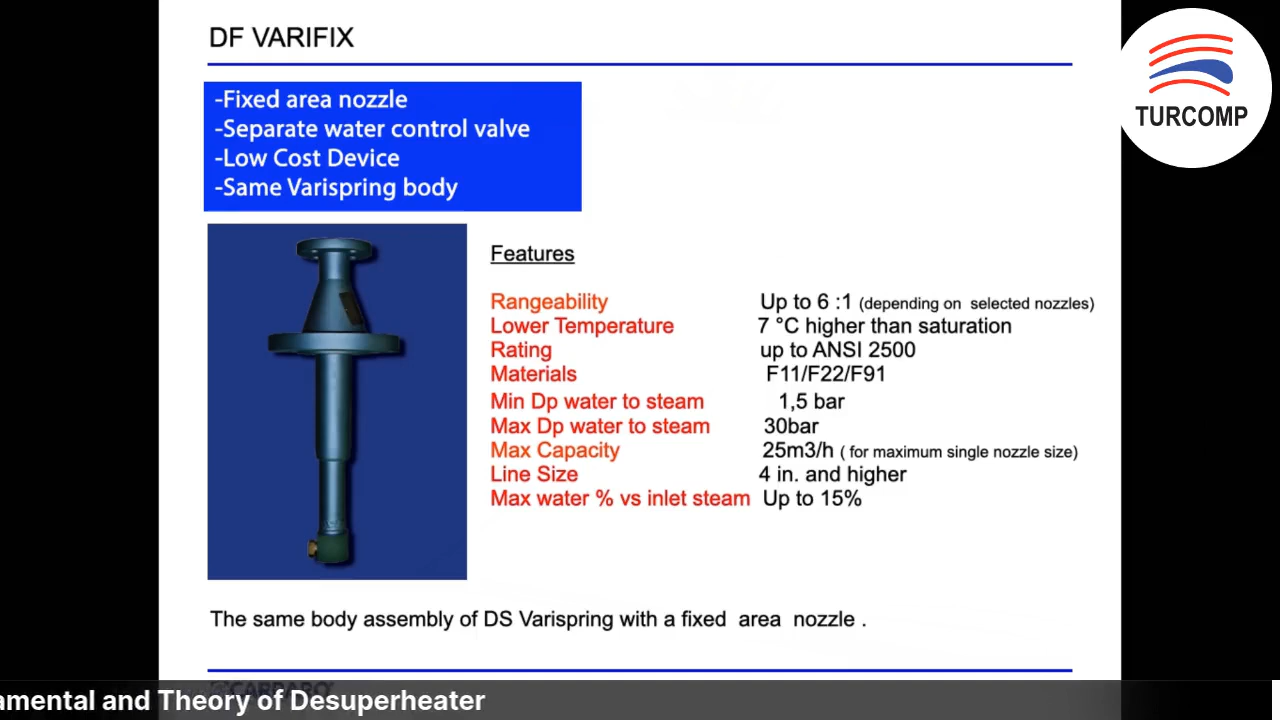 DF VARIFIX
TURCOMP
-Fixed area nozzle
-Separate water control valve
-Low Cost Device
-Same Varispring body
Features
Rangeability Up to 6 :1 (depending on selected nozzles)
Lower Temperature 7 °C higher than saturation
Rating up to ANSI 2500
Materials F11/F22/F91
Min Dp water to steam 1,5 bar
Max Dp water to steam 30bar
Max Capacity 25m3/h ( for maximum single nozzle size)
Line Size 4 in. and higher
Max water % vs inlet steam Up to 15%
The same body assembly of DS Varispring with a fixed area nozzle .
amental and Theory of Desuperheater